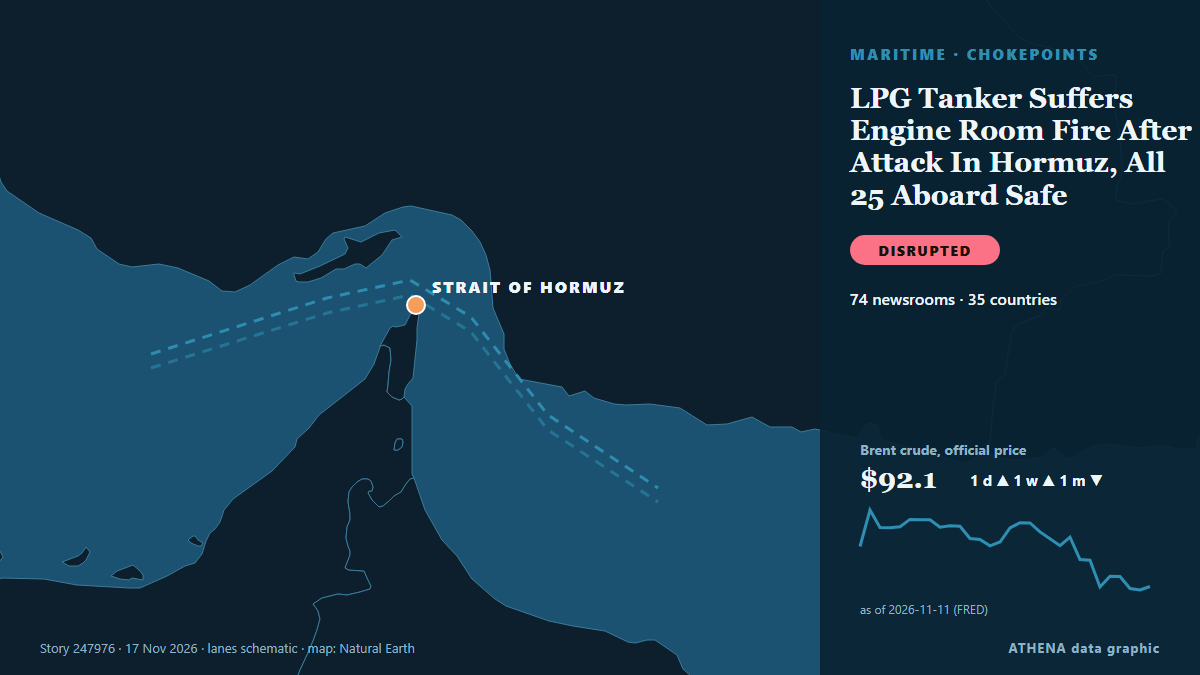 MARITIME · CHOKEPOINTS
LPG Tanker Suffers
Engine Room Fire After
Attack In Hormuz, All
25 Aboard Safe
DISRUPTED
74 newsrooms · 35 countries
STRAIT OF HORMUZ
Brent crude, official price
$92.1 1 d ▲ 1 w ▲ 1 m ▼
as of 2026-11-11 (FRED)
Story 247976 · 17 Nov 2026 · lanes schematic · map: Natural Earth
ATHENA data graphic